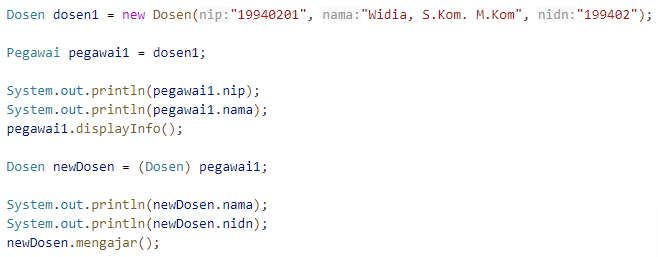 Dosen dosen1 = new Dosen(nip:"19940201", nama:"Widia, S.Kom. M.Kom", nidn:"199402");
Pegawai pegawai1 = dosen1;
System.out.println(pegawai1.nip);
System.out.println(pegawai1.nama);
pegawai1.displayInfo();
Dosen newDosen = (Dosen) pegawai1;
System.out.println(newDosen.nama);
System.out.println(newDosen.nidn);
newDosen.mengajar();